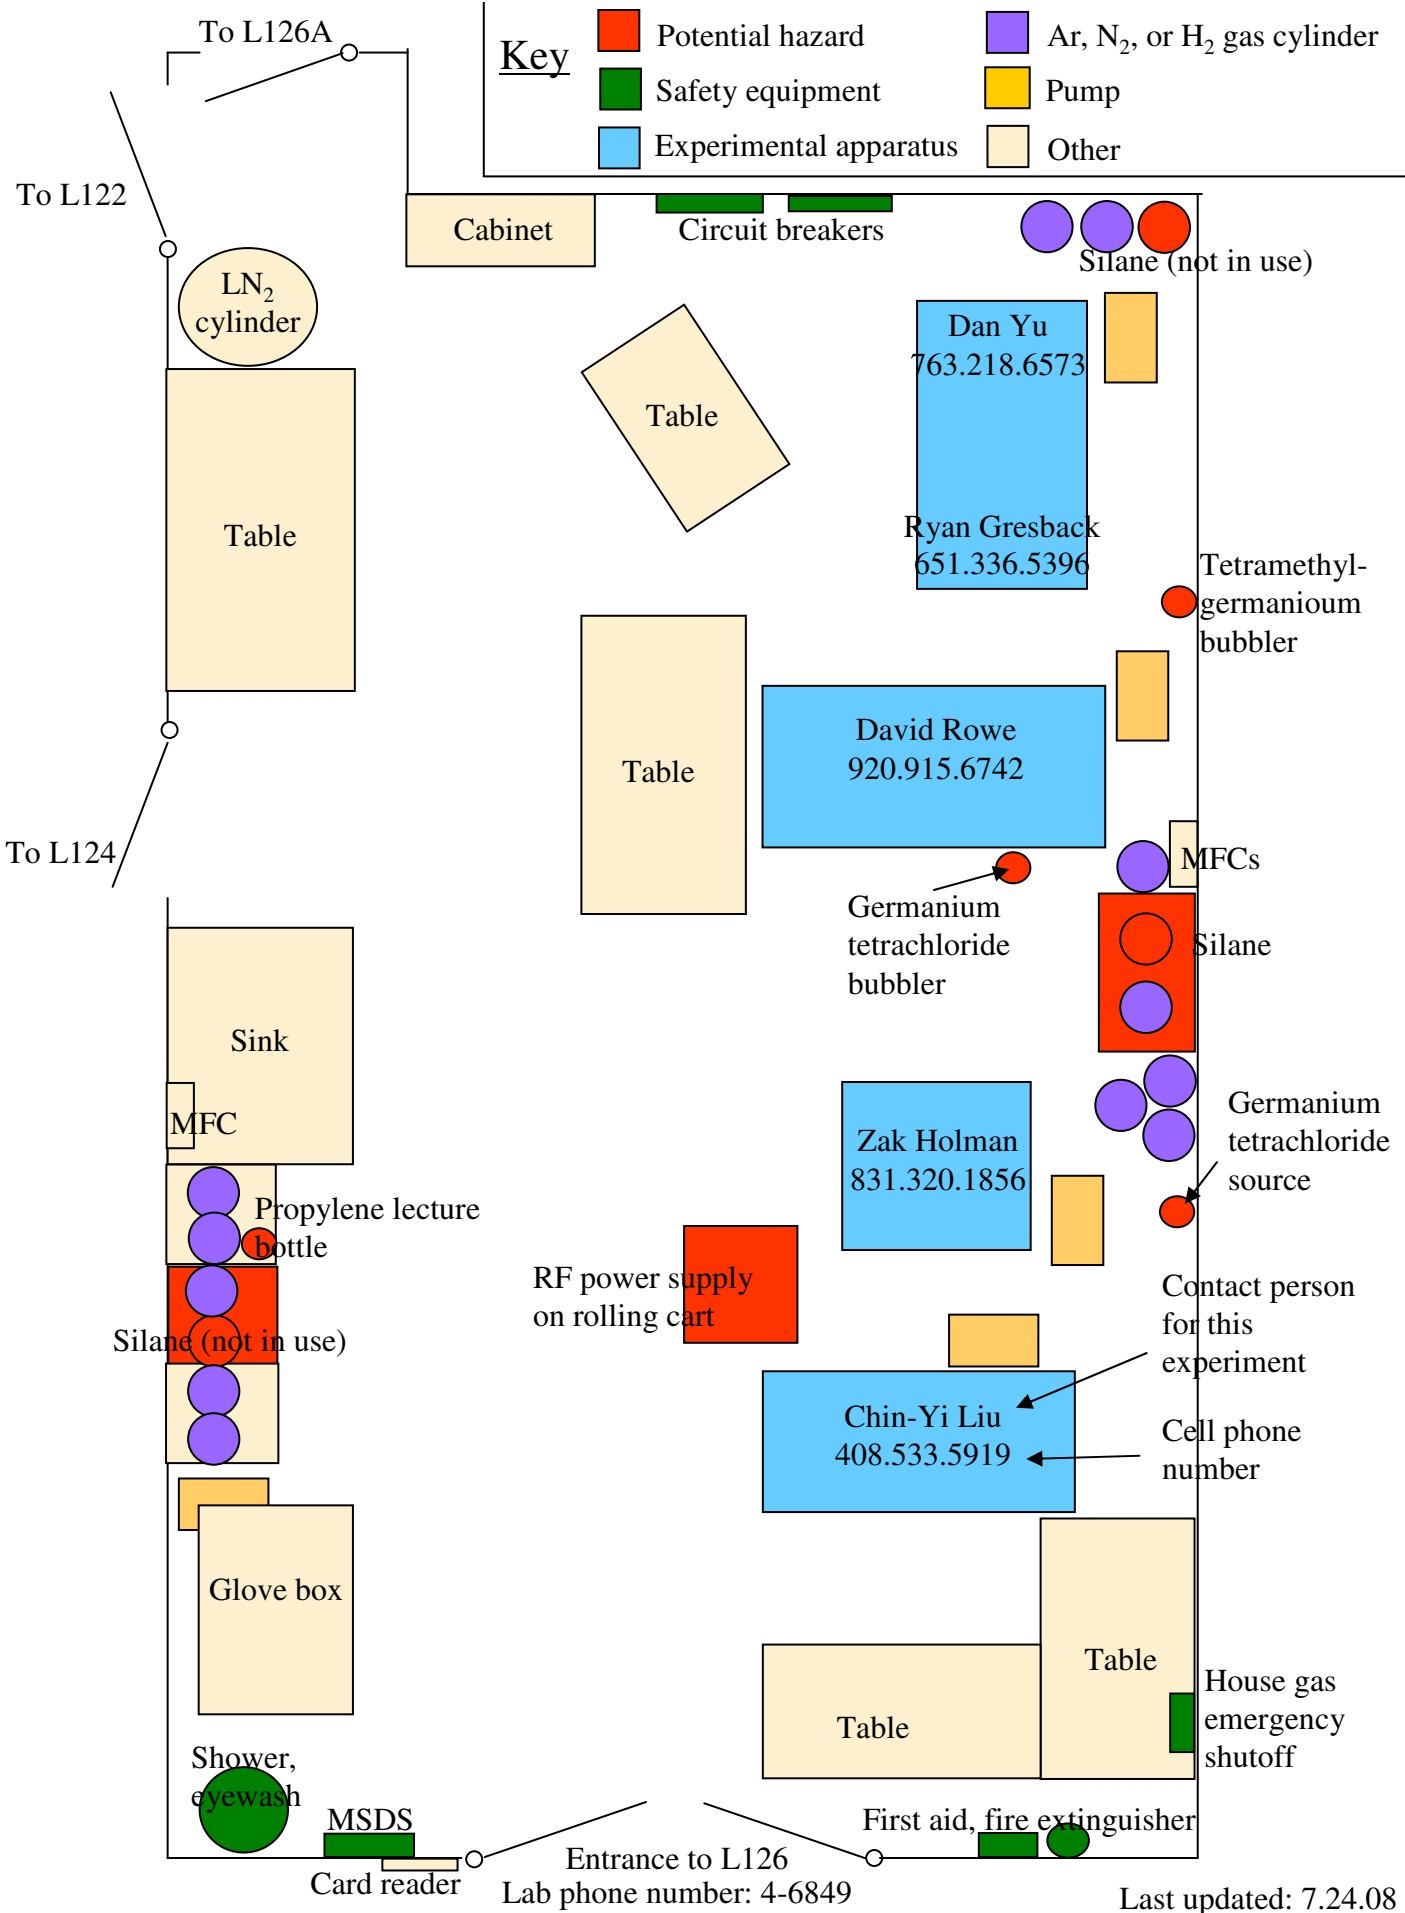 To L126A
Key
Potential hazard
Ar, N₂, or H₂ gas cylinder
Safety equipment
Pump
Experimental apparatus
Other
To L122
Cabinet
Circuit breakers
Silane (not in use)
LN₂
cylinder
Dan Yu
763.218.6573
Table
Table
Ryan Gresback
651.336.5396
Tetramethyl-
germanioum
bubbler
David Rowe
920.915.6742
Table
To L124
MFCs
Germanium
tetrachloride
bubbler
Silane
Sink
MFC
Zak Holman
831.320.1856
Germanium
tetrachloride
source
Propylene lecture
bottle
RF power supply
on rolling cart
Silane (not in use)
Contact person
for this
experiment
Chin-Yi Liu
408.533.5919
Cell phone
number
Glove box
Table
Table
House gas
emergency
shutoff
Shower,
eyewash
MSDS
First aid, fire extinguisher
Card reader
Entrance to L126
Lab phone number: 4-6849
Last updated: 7.24.08